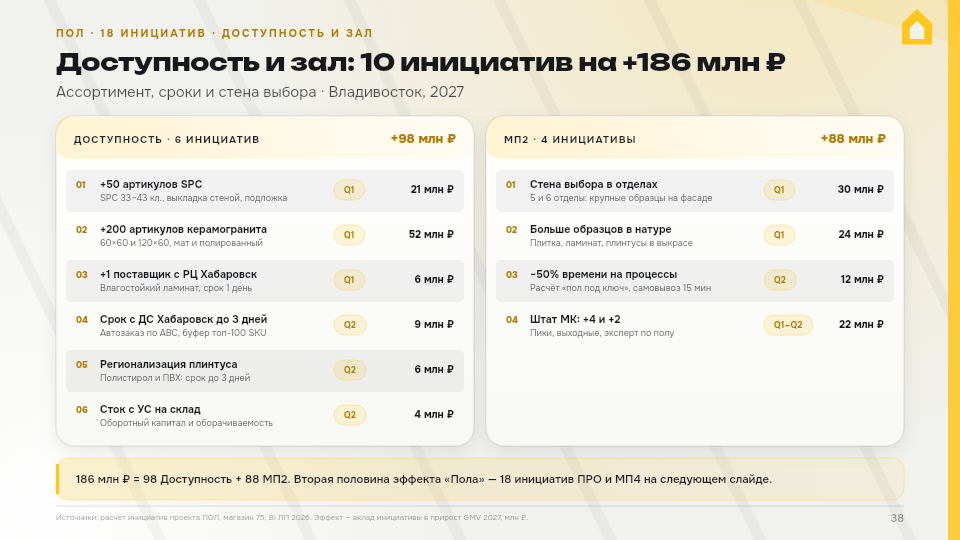 ПОЛ · 18 ИНИЦИАТИВ · ДОСТУПНОСТЬ И ЗАЛ
Доступность и зал: 10 инициатив на +186 млн ₽
Ассортимент, сроки и стена выбора · Владивосток, 2027
ДОСТУПНОСТЬ · 6 ИНИЦИАТИВ +98 млн ₽
01 +50 артикулов SPC Q1 21 млн ₽
SPC 33–43 кл., выкладка стеной, подложка
02 +200 артикулов керамогранита Q1 52 млн ₽
60×60 и 120×60, мат и полированный
03 +1 поставщик с РЦ Хабаровск Q1 6 млн ₽
Влагостойкий ламинат, срок 1 день
04 Срок с ДС Хабаровск до 3 дней Q2 9 млн ₽
Автозаказ по ABC, буфер топ-100 SKU
05 Регионализация плинтуса Q2 6 млн ₽
Полистирол и ПВХ: срок до 3 дней
06 Сток с УС на склад Q2 4 млн ₽
Оборотный капитал и оборачиваемость
МП2 · 4 ИНИЦИАТИВЫ +88 млн ₽
01 Стена выбора в отделах Q1 30 млн ₽
5 и 6 отделы: крупные образцы на фасаде
02 Больше образцов в натуре Q1 24 млн ₽
Плитка, ламинат, плинтусы в выкрасе
03 −50% времени на процессы Q2 12 млн ₽
Расчёт «пол под ключ», самовывоз 15 мин
04 Штат МК: +4 и +2 Q1–Q2 22 млн ₽
Пики, выходные, эксперт по полу
186 млн ₽ = 98 Доступность + 88 МП2. Вторая половина эффекта «Пола» — 18 инициатив ПРО и МП4 на следующем слайде.
Источники: расчёт инициатив проекта ПОЛ, магазин 75; BI ЛП 2026. Эффект — вклад инициативы в прирост GMV 2027, млн ₽.
38